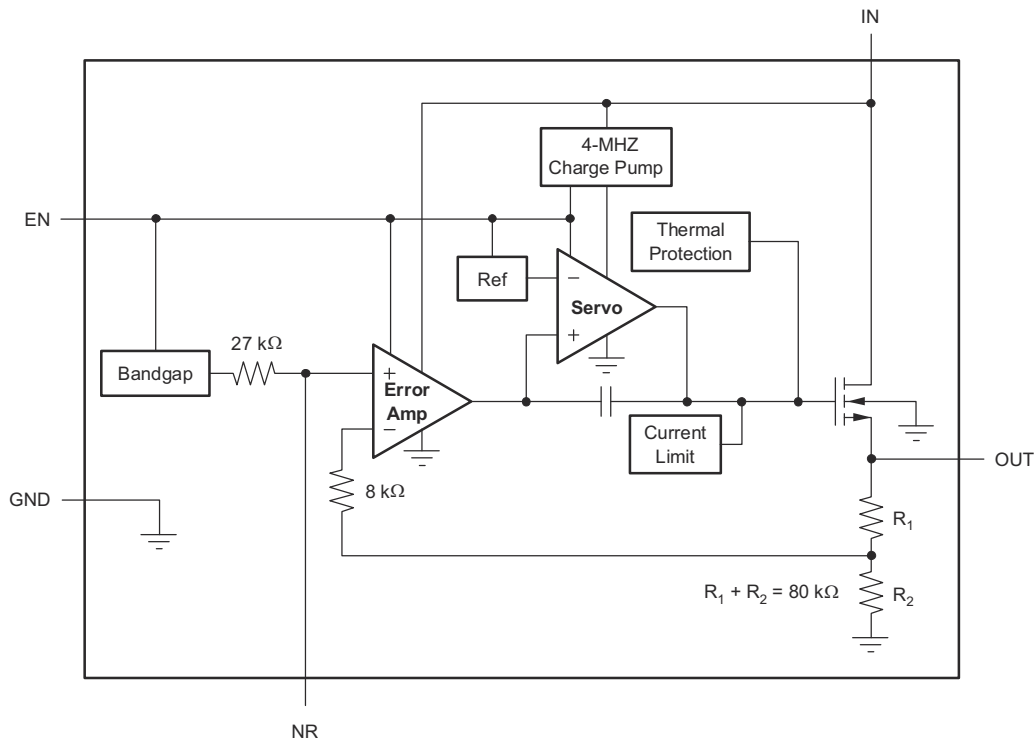 IN
4-MHZ
Charge Pump
EN
Thermal
Protection
Ref
−
Servo
+
27 kΩ
Bandgap
+
Error
Amp
−
Current
Limit
OUT
8 kΩ
GND
R1
R1 + R2 = 80 kΩ
R2
NR